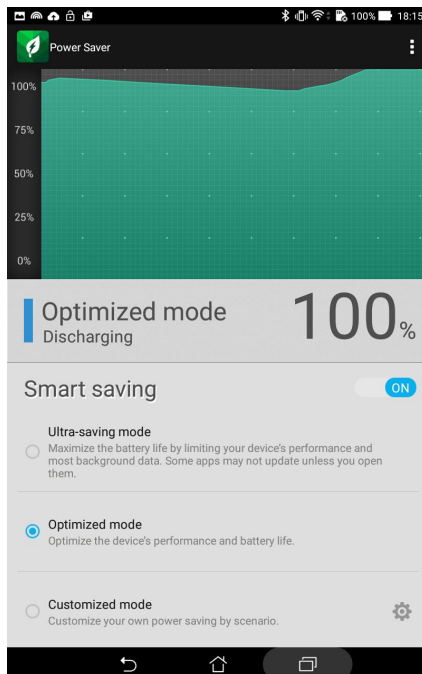 100% 18:15
Power Saver
100%
75%
50%
25%
0%
Optimized mode
Discharging
100%
Smart saving
ON
Ultra-saving mode
Maximize the battery life by limiting your device's performance and
most background data. Some apps may not update unless you open
them.
Optimized mode
Optimize the device's performance and battery life.
Customized mode
Customize your own power saving by scenario.